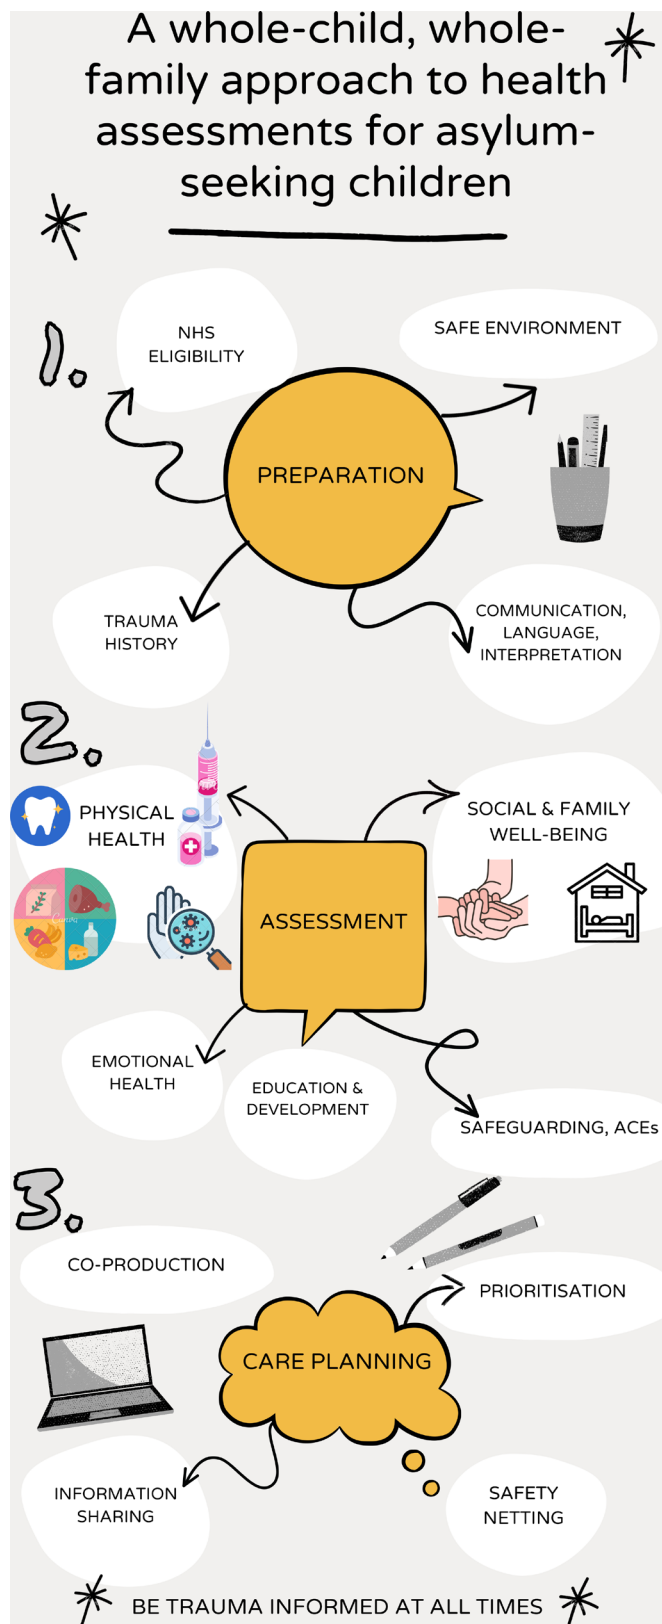 A whole-child, whole-
family approach to health
assessments for asylum-
seeking children
1.
NHS
ELIGIBILITY
SAFE ENVIRONMENT
PREPARATION
TRAUMA
HISTORY
COMMUNICATION,
LANGUAGE,
INTERPRETATION
2.
PHYSICAL
HEALTH
SOCIAL & FAMILY
WELL-BEING
Canva
ASSESSMENT
EMOTIONAL
HEALTH
EDUCATION &
DEVELOPMENT
SAFEGUARDING, ACEs
3.
CO-PRODUCTION
PRIORITISATION
CARE PLANNING
INFORMATION
SHARING
SAFETY
NETTING
BE TRAUMA INFORMED AT ALL TIMES